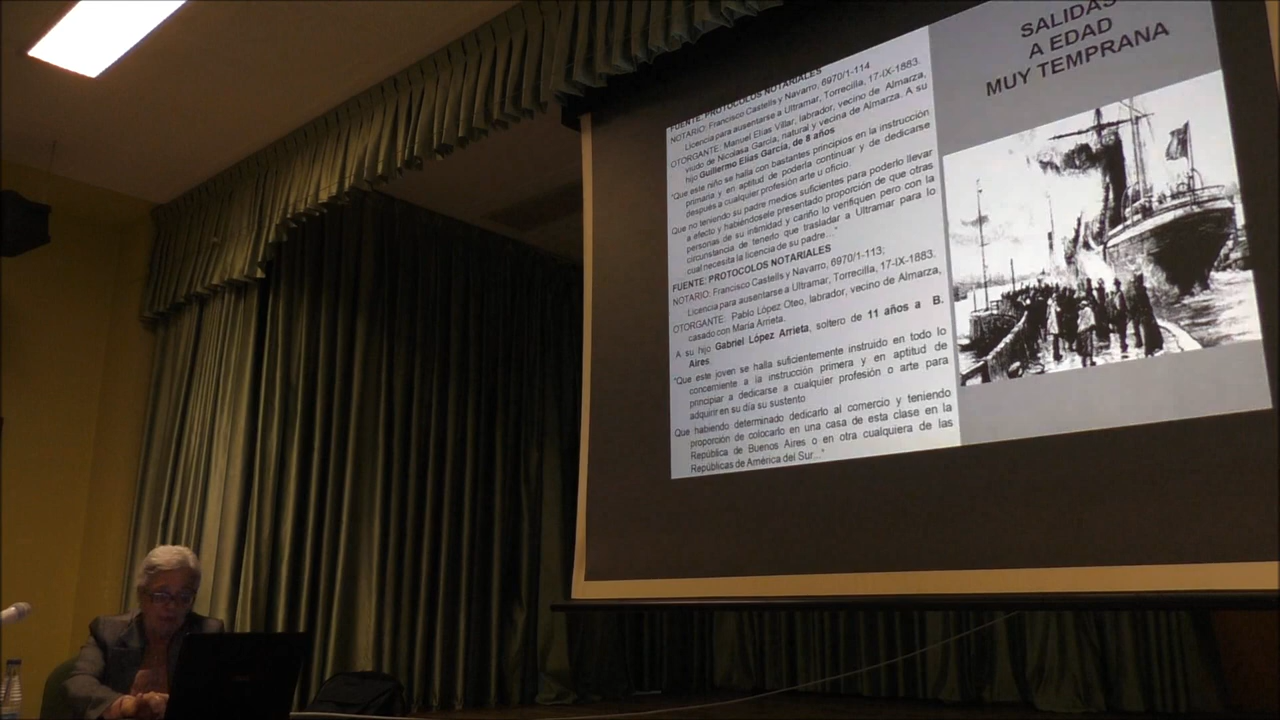 FUENTE: PROTOCOLOS NOTARIALES
NOTARIO: Francisco Castells y Navarro, 6970/1-114
Licencia para ausentarse a Ultramar, Torrecilla, 17-IX-1883.
OTORGANTE: Manuel Elías Villar, labrador, vecino de Almarza,
viudo de Nicolasa García, natural y vecina de Almarza. A su
hijo Guillermo Elías García, de 8 años
"Que este niño se halla con bastantes principios en la instrucción
primaria y en aptitud de poderla continuar y de dedicarse
después a cualquier profesión arte u oficio.
Que no teniendo su padre medios suficientes para poderlo llevar
a efecto y habiéndosele presentado proporción de que otras
personas de su intimidad y cariño lo verifiquen pero con la
circunstancia de tenerlo que trasladar a Ultramar para lo
cual necesita la licencia de su padre..."
FUENTE: PROTOCOLOS NOTARIALES
NOTARIO: Francisco Castells y Navarro, 6970/1-113;
Licencia para ausentarse a Ultramar, Torrecilla, 17-IX-1883.
OTORGANTE: Pablo López Oteo, labrador, vecino de Almarza,
casado con María Arrieta.
A su hijo Gabriel López Arrieta, soltero de 11 años a B.
Aires
"Que este joven se halla suficientemente instruido en todo lo
concerniente a la instrucción primera y en aptitud de
principiar a dedicarse a cualquier profesión o arte para
adquirir en su día su sustento
Que habiendo determinado dedicarlo al comercio y teniendo
proporción de colocarlo en una casa de esta clase en la
República de Buenos Aires o en otra cualquiera de las
Repúblicas de América del Sur..."
SALIDAS
A EDAD
MUY TEMPRANA